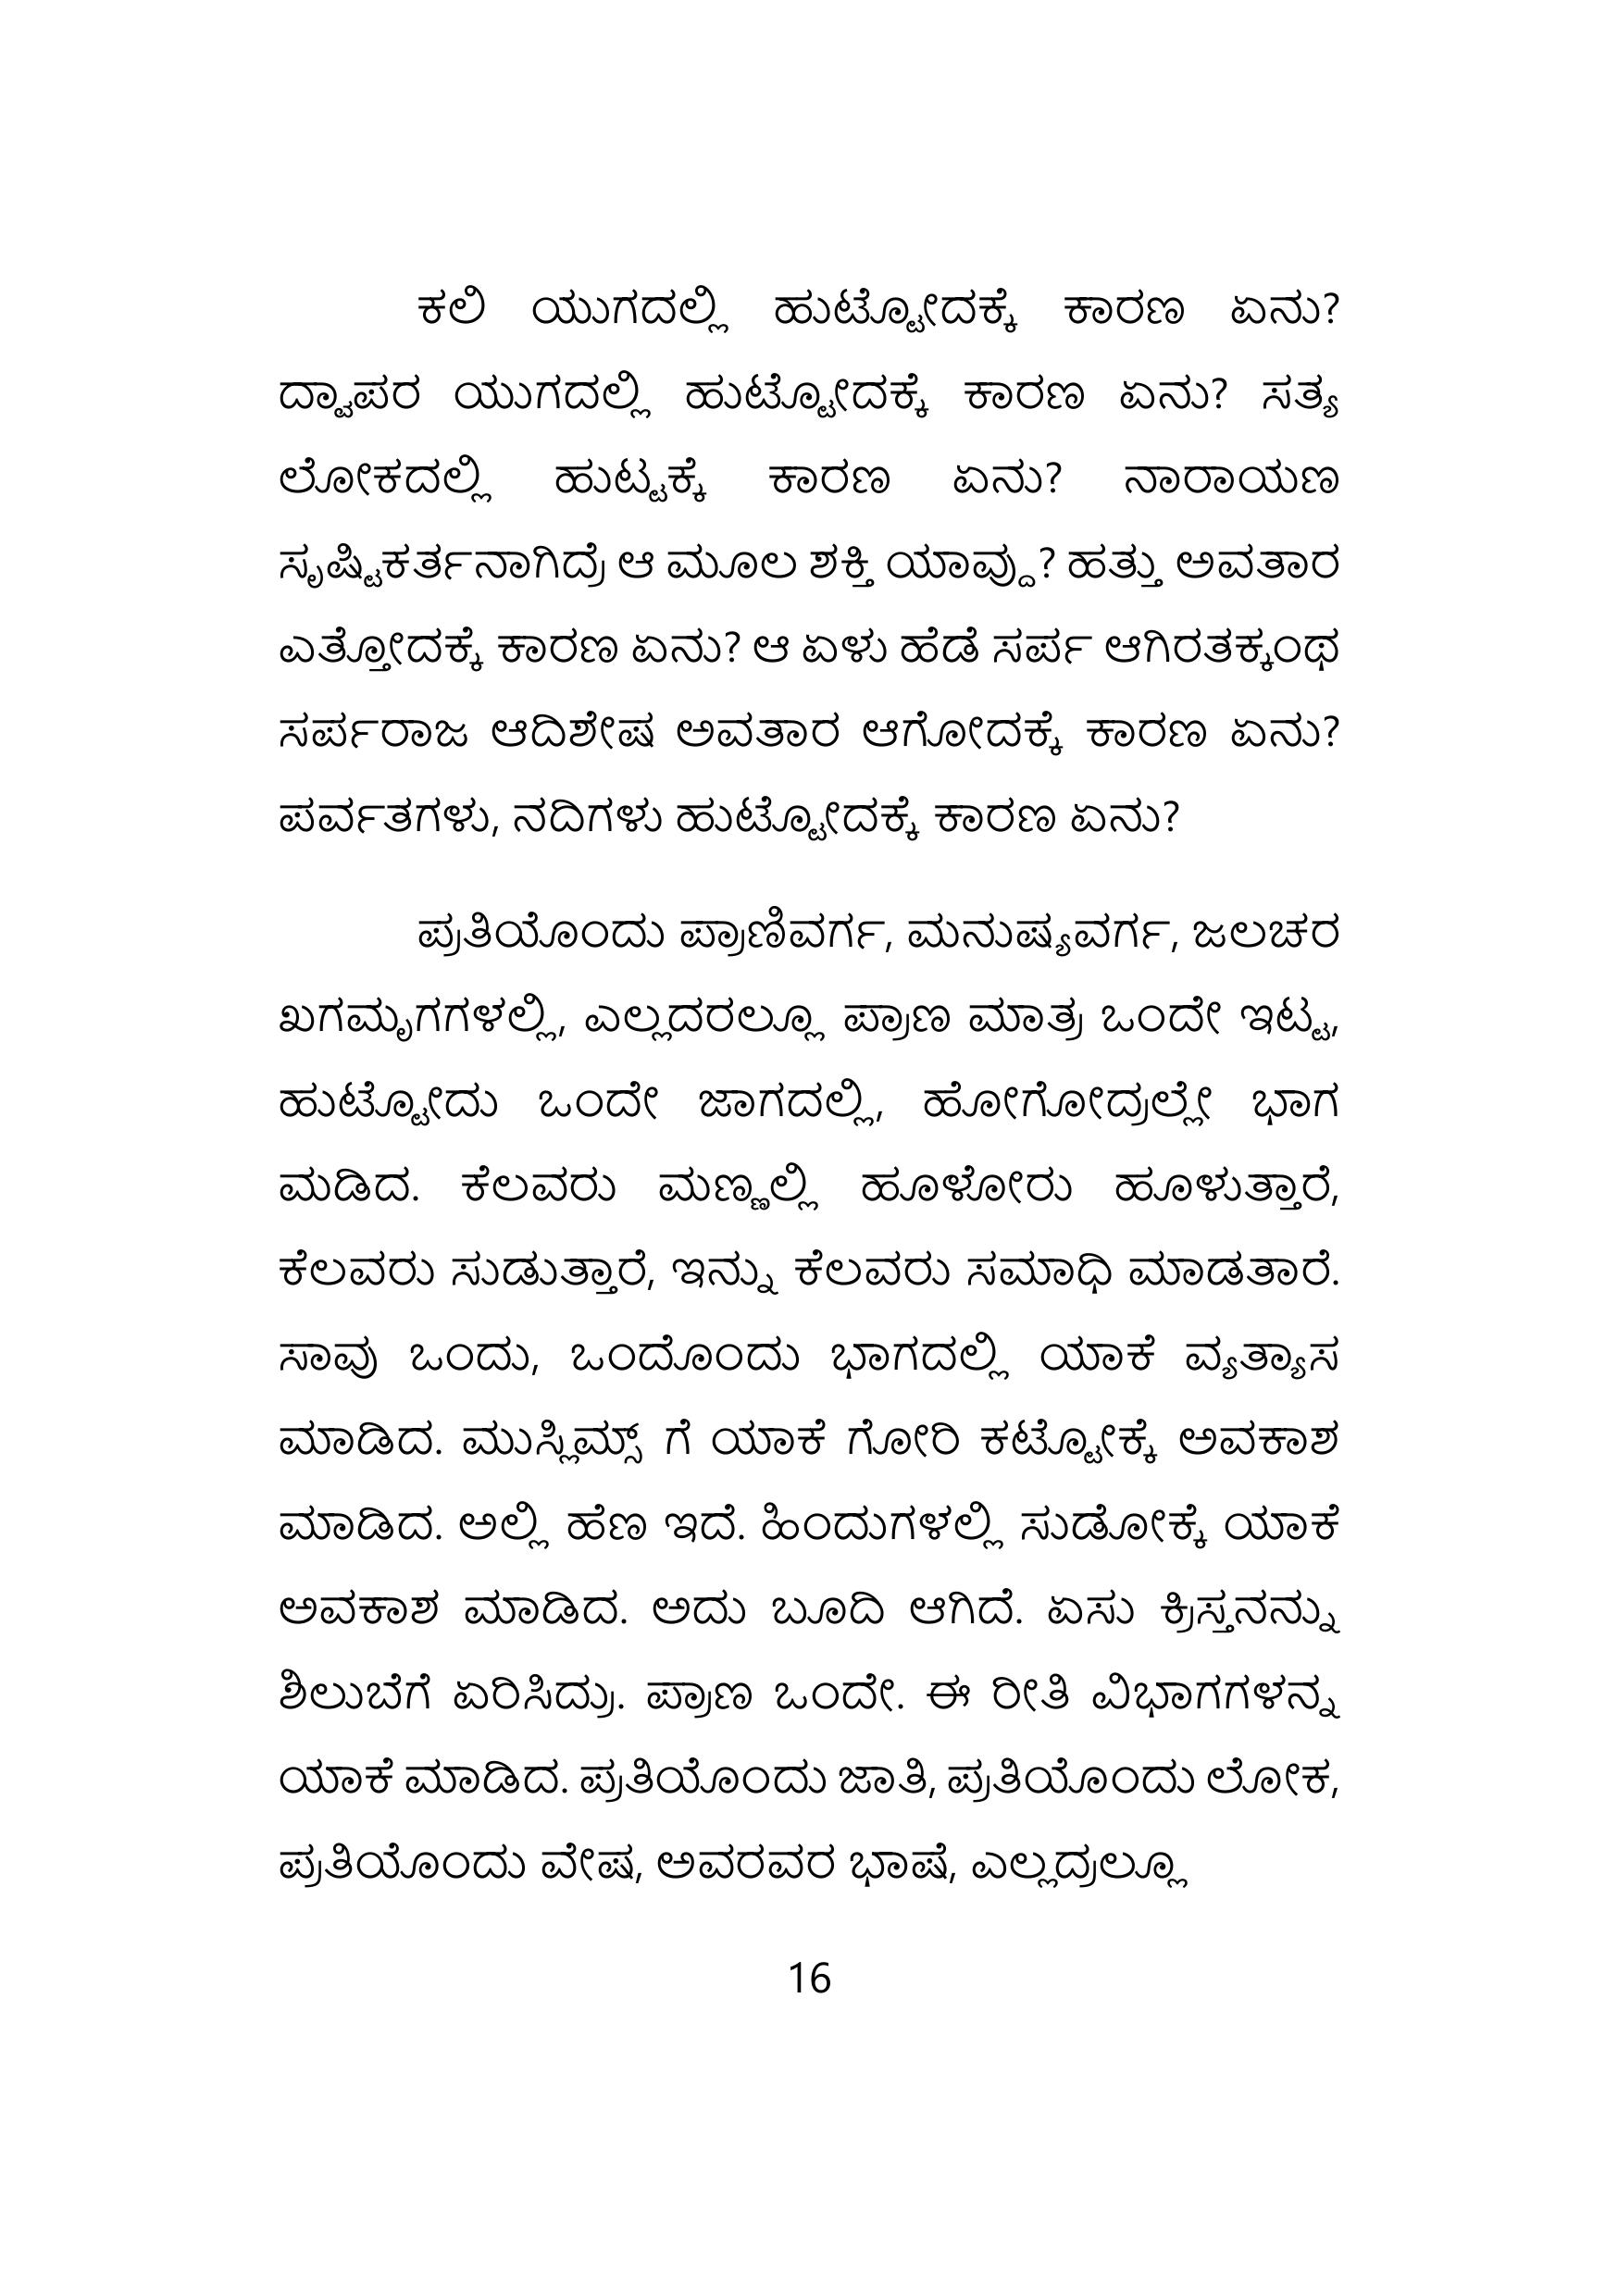 ಕಲಿ ಯುಗದಲ್ಲಿ ಹುಟ್ಟೋದಕ್ಕೆ ಕಾರಣ ಏನು?
ದ್ವಾಪರ ಯುಗದಲ್ಲಿ ಹುಟ್ಟೋದಕ್ಕೆ ಕಾರಣ ಏನು? ಸತ್ಯ
ಲೋಕದಲ್ಲಿ ಹುಟ್ಟಕ್ಕೆ ಕಾರಣ ಏನು? ನಾರಾಯಣ
ಸೃಷ್ಟಿಕರ್ತನಾಗಿದ್ರೆ ಆ ಮೂಲ ಶಕ್ತಿ ಯಾವ್ದು? ಹತ್ತು ಅವತಾರ
ಎತ್ತೋದಕ್ಕೆ ಕಾರಣ ಏನು? ಆ ಏಳು ಹೆಡೆ ಸರ್ಪ ಆಗಿರತಕ್ಕಂಥ
ಸರ್ಪರಾಜ ಆದಿಶೇಷ ಅವತಾರ ಆಗೋದಕ್ಕೆ ಕಾರಣ ಏನು?
ಪರ್ವತಗಳು, ನದಿಗಳು ಹುಟ್ಟೋದಕ್ಕೆ ಕಾರಣ ಏನು?
ಪ್ರತಿಯೊಂದು ಪ್ರಾಣಿವರ್ಗ, ಮನುಷ್ಯವರ್ಗ, ಜಲಚರ
ಖಗಮೃಗಗಳಲ್ಲಿ, ಎಲ್ಲದರಲ್ಲೂ ಪ್ರಾಣ ಮಾತ್ರ ಒಂದೇ ಇಟ್ಟ,
ಹುಟ್ಟೋದು ಒಂದೇ ಜಾಗದಲ್ಲಿ, ಹೋಗೋದ್ರಲ್ಲೇ ಭಾಗ
ಮಡಿದ. ಕೆಲವರು ಮಣ್ಣಲ್ಲಿ ಹೂಳೋರು ಹೂಳುತ್ತಾರೆ,
ಕೆಲವರು ಸುಡುತ್ತಾರೆ, ಇನ್ನು ಕೆಲವರು ಸಮಾಧಿ ಮಾಡತಾರೆ.
ಸಾವು ಒಂದು, ಒಂದೊಂದು ಭಾಗದಲ್ಲಿ ಯಾಕೆ ವ್ಯತ್ಯಾಸ
ಮಾಡಿದ. ಮುಸ್ಲಿಮ್ಸ್ ಗೆ ಯಾಕೆ ಗೋರಿ ಕಟ್ಟೋಕ್ಕೆ ಅವಕಾಶ
ಮಾಡಿದ. ಅಲ್ಲಿ ಹೆಣ ಇದೆ. ಹಿಂದುಗಳಲ್ಲಿ ಸುಡೋಕ್ಕೆ ಯಾಕೆ
ಅವಕಾಶ ಮಾಡಿದ. ಅದು ಬೂದಿ ಆಗಿದೆ. ಏಸು ಕ್ರಿಸ್ತನನ್ನು
ಶಿಲುಬೆಗೆ ಏರಿಸಿದ್ರು. ಪ್ರಾಣ ಒಂದೇ. ಈ ರೀತಿ ವಿಭಾಗಗಳನ್ನ
ಯಾಕೆ ಮಾಡಿದ. ಪ್ರತಿಯೊಂದು ಜಾತಿ, ಪ್ರತಿಯೊಂದು ಲೋಕ,
ಪ್ರತಿಯೊಂದು ವೇಷ, ಅವರವರ ಭಾಷೆ, ಎಲ್ಲದ್ರಲ್ಲೂ
16